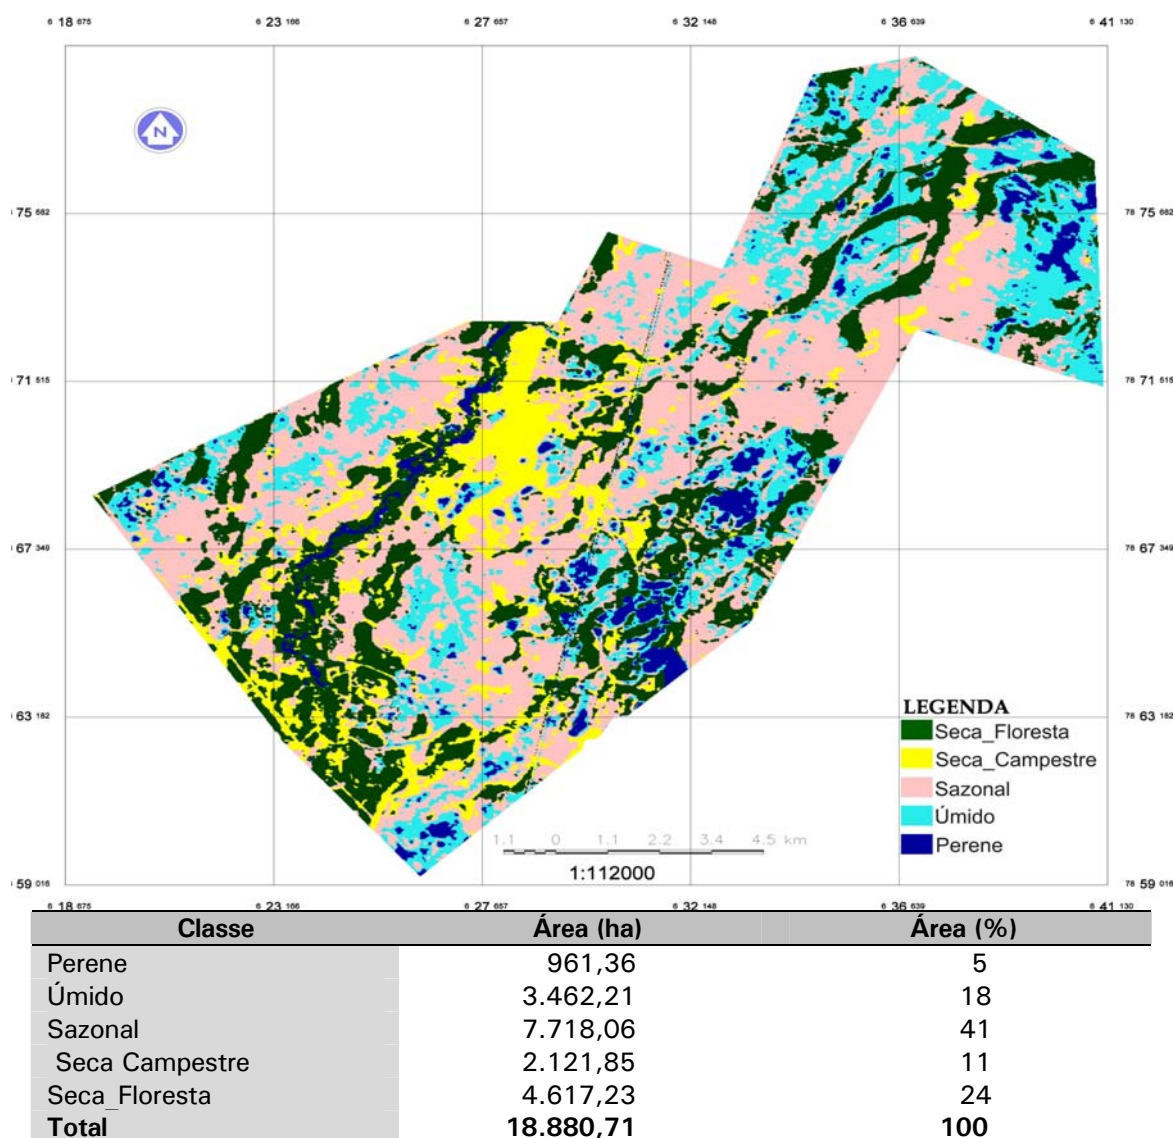 6 18 675 6 23 166 6 27 657 6 32 148 6 36 639 6 41 130
N
75 682 78 75 682
71 515 78 71 515
67 349 78 67 349
63 182 78 63 182
LEGENDA
Seca_Floresta
Seca_Campestre
Sazonal
Úmido
Perene
1.1 0 1.1 2.2 3.4 4.5 km
1:112000
59 016 78 59 016
6 18 675 6 23 166 6 27 657 6 32 148 6 36 639 6 41 130
Classe Área (ha) Área (%)
Perene 961,36 5
Úmido 3.462,21 18
Sazonal 7.718,06 41
Seca Campestre 2.121,85 11
Seca_Floresta 4.617,23 24
Total 18.880,71 100